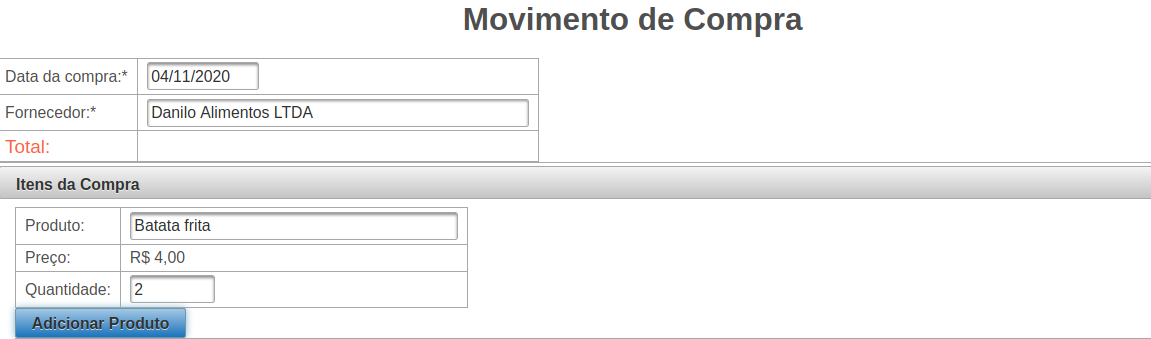 Movimento de Compra
Data da compra:* 04/11/2020
Fornecedor:* Danilo Alimentos LTDA
Total:
Itens da Compra
Produto: Batata frita
Preço: R$ 4,00
Quantidade: 2
Adicionar Produto